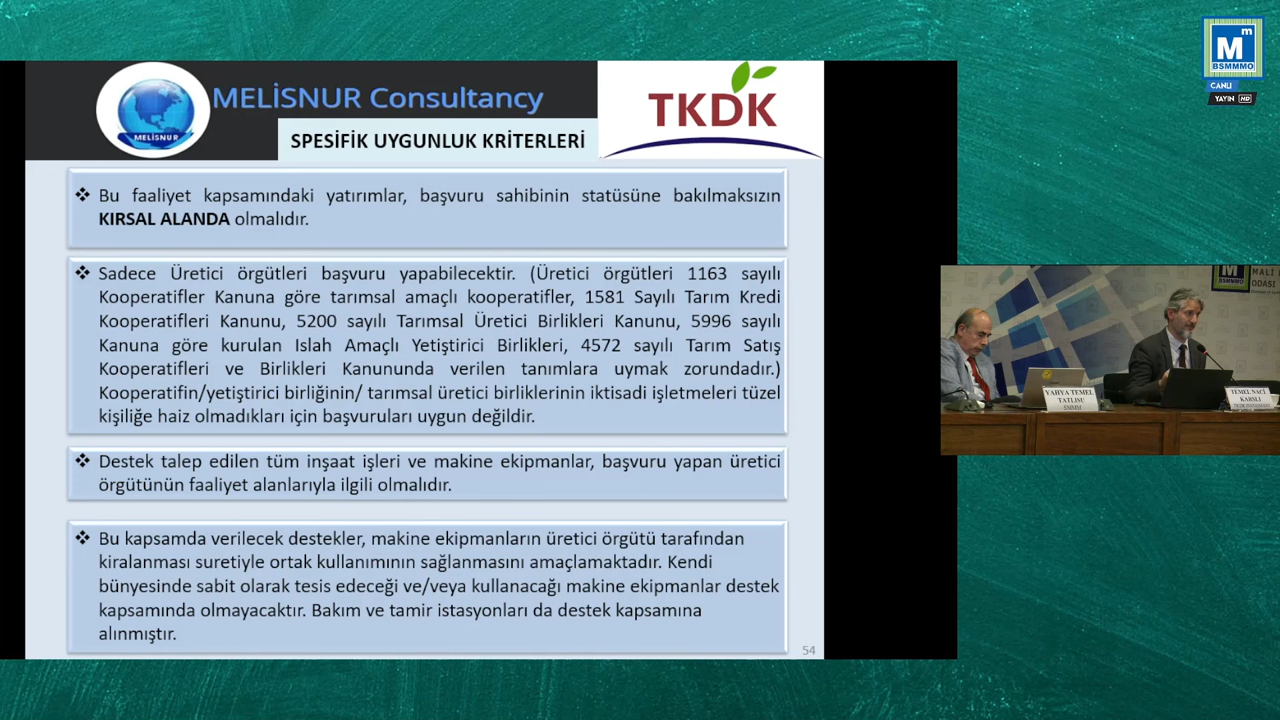 MELİSNUR Consultancy
MELİSNUR
TKDK
SPESİFİK UYGUNLUK KRİTERLERİ
❖ Bu faaliyet kapsamındaki yatırımlar, başvuru sahibinin statüsüne bakılmaksızın
KIRSAL ALANDA olmalıdır.
❖ Sadece Üretici örgütleri başvuru yapabilecektir. (Üretici örgütleri 1163 sayılı
Kooperatifler Kanuna göre tarımsal amaçlı kooperatifler, 1581 Sayılı Tarım Kredi
Kooperatifleri Kanunu, 5200 sayılı Tarımsal Üretici Birlikleri Kanunu, 5996 sayılı
Kanuna göre kurulan Islah Amaçlı Yetiştirici Birlikleri, 4572 sayılı Tarım Satış
Kooperatifleri ve Birlikleri Kanununda verilen tanımlara uymak zorundadır.)
Kooperatifin/yetiştirici birliğinin/ tarımsal üretici birliklerinin iktisadi işletmeleri tüzel
kişiliğe haiz olmadıkları için başvuruları uygun değildir.
❖ Destek talep edilen tüm inşaat işleri ve makine ekipmanlar, başvuru yapan üretici
örgütünün faaliyet alanlarıyla ilgili olmalıdır.
❖ Bu kapsamda verilecek destekler, makine ekipmanların üretici örgütü tarafından
kiralanması suretiyle ortak kullanımının sağlanmasını amaçlamaktadır. Kendi
bünyesinde sabit olarak tesis edeceği ve/veya kullanacağı makine ekipmanlar destek
kapsamında olmayacaktır. Bakım ve tamir istasyonları da destek kapsamına
alınmıştır.
54
Mm
BSMMMO
CANLI
YAYIN HD
MALİ
ODASI
YAHYA TEMEL
TATLISU
SMMM
TEMEL NACİ
KARSLI